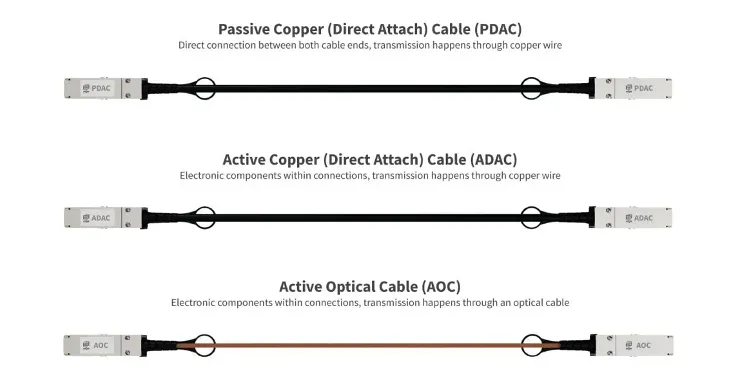 Passive Copper (Direct Attach) Cable (PDAC)
Direct connection between both cable ends, transmission happens through copper wire
PDAC PDAC
Active Copper (Direct Attach) Cable (ADAC)
Electronic components within connections, transmission happens through copper wire
ADAC ADAC
Active Optical Cable (AOC)
Electronic components within connections, transmission happens through an optical cable
AOC AOC